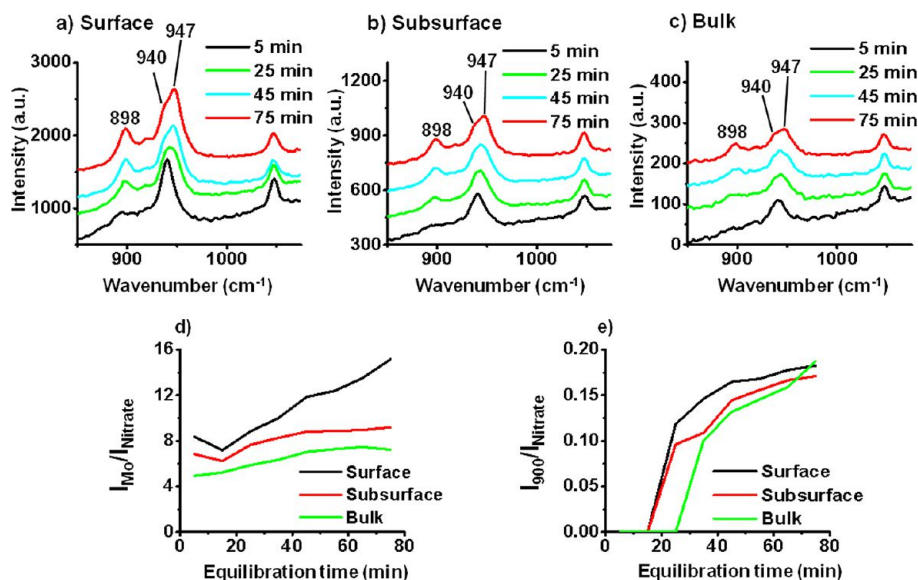 a) Surface
947
940
898
5 min
25 min
45 min
75 min
3000
2000
1000
Intensity (a.u.)
900 1000
Wavenumber (cm⁻¹)
b) Subsurface
947
940
898
5 min
25 min
45 min
75 min
1200
900
600
300
Intensity (a.u.)
900 1000
Wavenumber (cm⁻¹)
c) Bulk
947
940
898
5 min
25 min
45 min
75 min
400
300
200
100
0
Intensity (a.u.)
900 1000
Wavenumber (cm⁻¹)
d)
16
12
8
4
0
I_Mo/I_Nitrate
Surface
Subsurface
Bulk
0 20 40 60 80
Equilibration time (min)
e)
0.20
0.15
0.10
0.05
0.00
I_900/I_Nitrate
Surface
Subsurface
Bulk
0 20 40 60 80
Equilibration time (min)